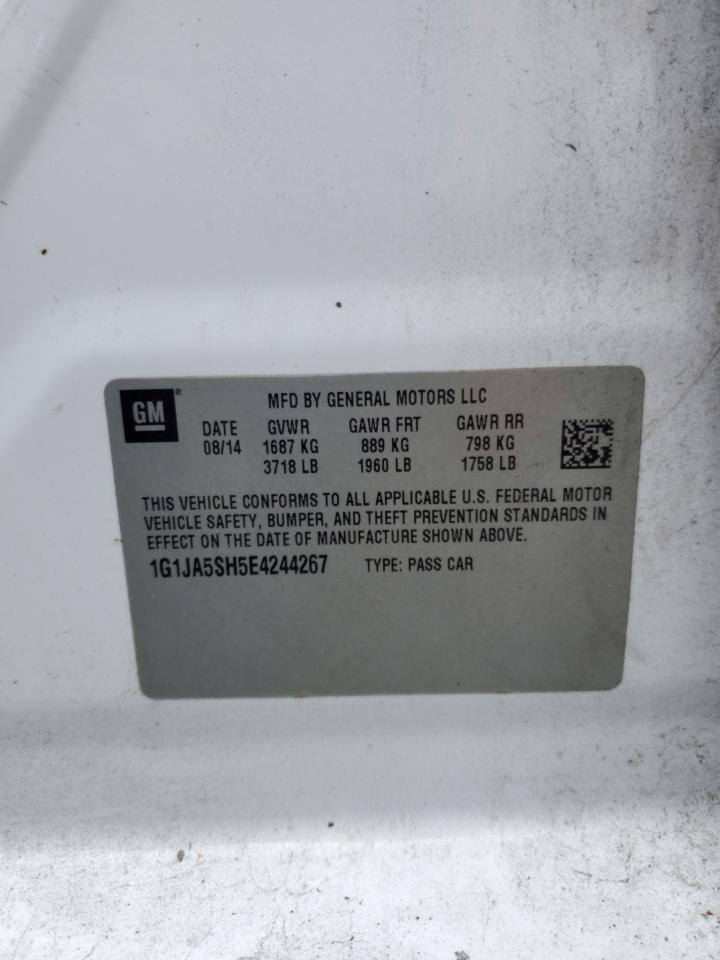 GM®
MFD BY GENERAL MOTORS LLC
DATE GVWR GAWR FRT GAWR RR
08/14 1687 KG 889 KG 798 KG
3718 LB 1960 LB 1758 LB
THIS VEHICLE CONFORMS TO ALL APPLICABLE U.S. FEDERAL MOTOR
VEHICLE SAFETY, BUMPER, AND THEFT PREVENTION STANDARDS IN
EFFECT ON THE DATE OF MANUFACTURE SHOWN ABOVE.
1G1JA5SH5E4244267 TYPE: PASS CAR